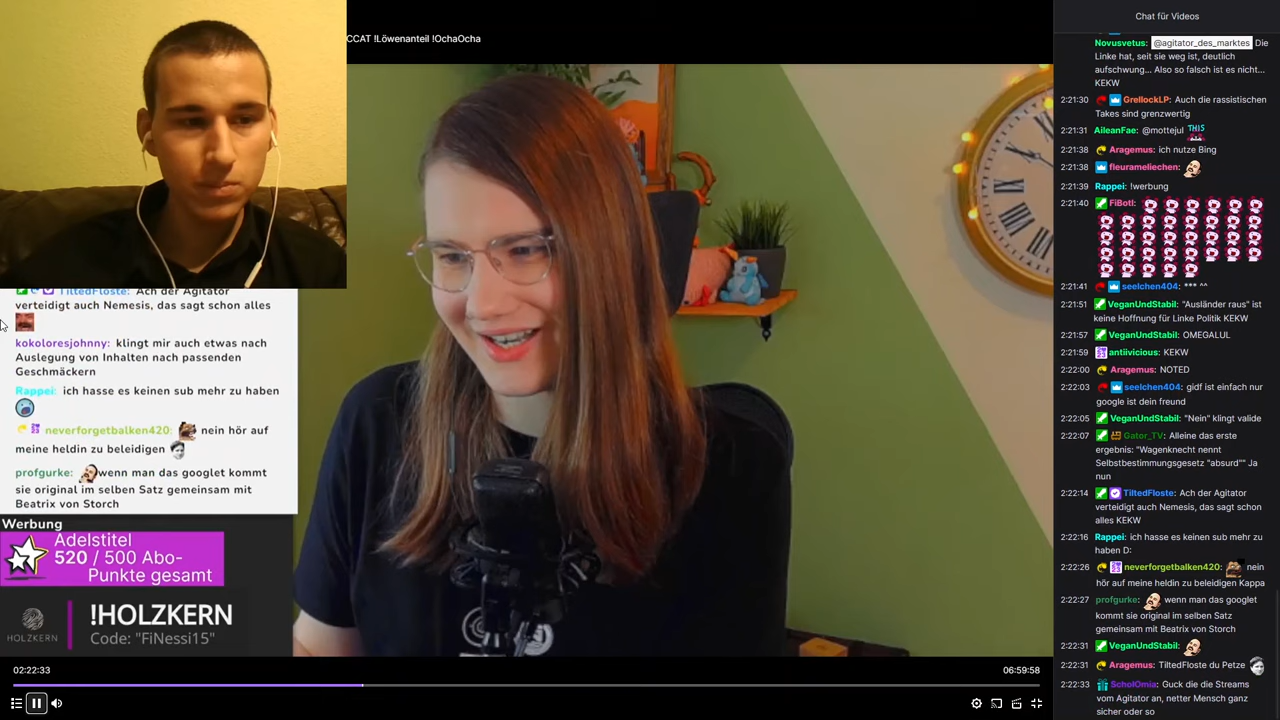 CCAT !Löwenanteil !OchaOcha
TiltedFloste: Ach der Agitator
verteidigt auch Nemesis, das sagt schon
alles
kokoloresjohnny: klingt mir auch etwas nach
Auslegung von Inhalten nach passenden
Geschmäckern
Rappei: ich hasse es keinen sub mehr zu haben
neverforgetbalken420: nein hör auf
meine heldin zu beleidigen
profgurke: wenn man das googlet kommt
sie original im selben Satz gemeinsam mit
Beatrix von Storch
Werbung
Adelstitel
520 / 500 Abo-
Punkte gesamt
HOLZKERN
!HOLZKERN
Code: "FiNessi15"
02:22:33
06:59:58
Chat für Videos
Novusvetus: @agitator_des_marktes Die
Linke hat, seit sie weg ist, deutlich
aufschwung... Also so falsch ist es nicht...
KEKW
2:21:30 GrellockLP: Auch die rassistischen
Takes sind grenzwertig
2:21:31 AileanFae: @mottejul THIS
2:21:38 Aragemus: ich nutze Bing
2:21:38 fleurameliechen:
2:21:39 Rappei: !werbung
2:21:40 FiBoti:
2:21:41 seelchen404: *** ^^
2:21:51 VeganUndStabil: "Ausländer raus" ist
keine Hoffnung für Linke Politik KEKW
2:21:57 VeganUndStabil: OMEGALUL
2:21:59 antiivicious: KEKW
2:22:00 Aragemus: NOTED
2:22:03 seelchen404: gidf ist einfach nur
google ist dein freund
2:22:05 VeganUndStabil: "Nein" klingt valide
2:22:07 Gator_TV: Alleine das erste
ergebnis: "Wagenknecht nennt
Selbstbestimmungsgesetz "absurd"" Ja
nun
2:22:14 TiltedFloste: Ach der Agitator
verteidigt auch Nemesis, das sagt schon
alles KEKW
2:22:16 Rappei: ich hasse es keinen sub mehr zu
haben D:
2:22:26 neverforgetbalken420: nein
hör auf meine heldin zu beleidigen Kappa
2:22:27 profgurke: wenn man das googlet
kommt sie original im selben Satz
gemeinsam mit Beatrix von Storch
2:22:31 VeganUndStabil:
2:22:31 Aragemus: TiltedFloste du Petze
2:22:33 ScholOmia: Guck die die Streams
vom Agitator an, netter Mensch ganz
sicher oder so